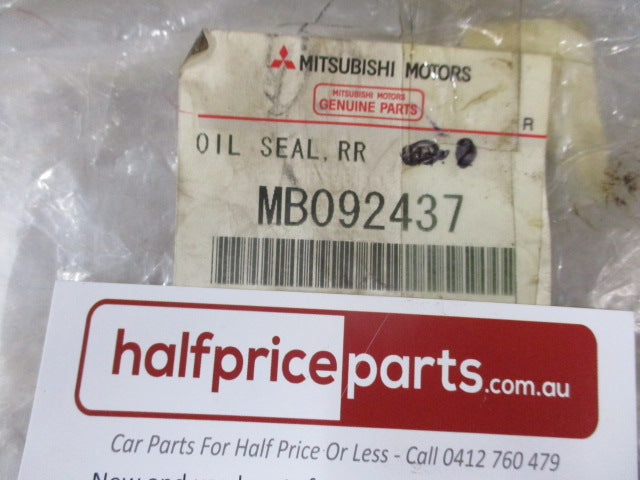 MITSUBISHI MOTORS
MITSUBISHI MOTORS
GENUINE PARTS
R
OIL SEAL, RR
MB092437
halfpriceparts.com.au
Car Parts For Half Price Or Less - Call 0412 760 479